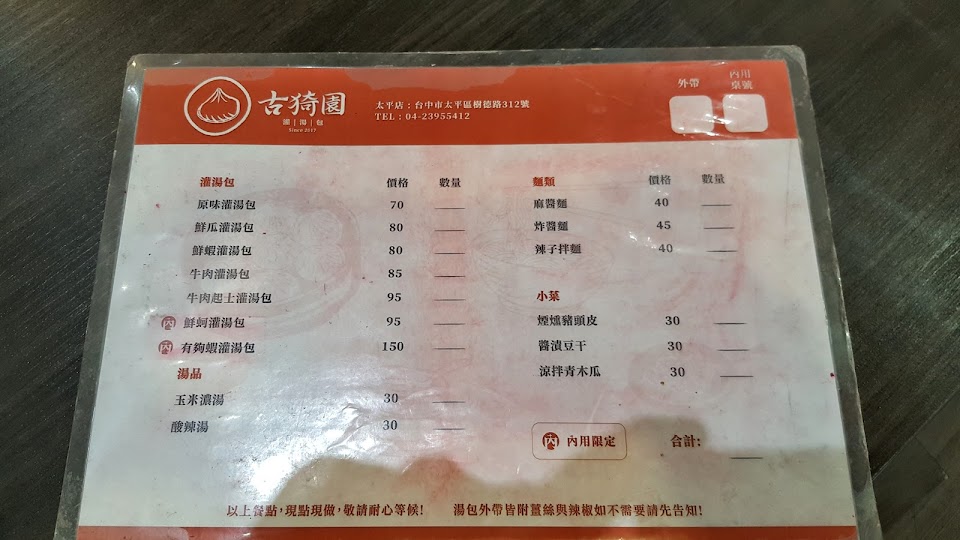 古猗園
灌|湯|包
Since 2017
太平店：台中市太平區樹德路312號
TEL：04-23955412
外帶
內用
桌號
灌湯包 價格 數量
原味灌湯包 70
鮮瓜灌湯包 80
鮮蝦灌湯包 80
牛肉灌湯包 85
牛肉起士灌湯包 95
內 鮮蚵灌湯包 95
內 有夠蝦灌湯包 150
湯品
玉米濃湯 30
酸辣湯 30
麵類 價格 數量
麻醬麵 40
炸醬麵 45
辣子拌麵 40
小菜
煙燻豬頭皮 30
醬漬豆干 30
涼拌青木瓜 30
內 內用限定
合計:
以上餐點，現點現做，敬請耐心等候!
湯包外帶皆附薑絲與辣椒如不需要請先告知!